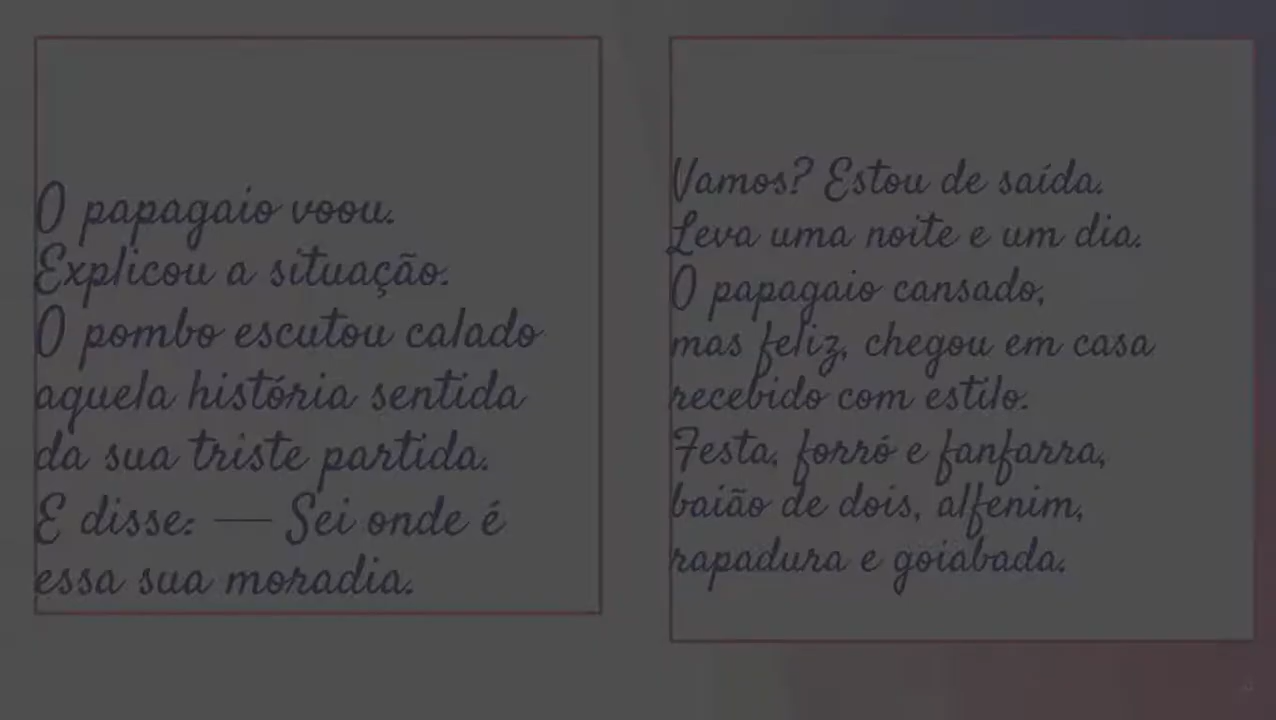 O papagaio voou.
Explicou a situação.
O pombo escutou calado
aquela história sentida
da sua triste partida.
E disse: — Sei onde é
essa sua moradia.
Vamos? Estou de saída.
Leva uma noite e um dia.
O papagaio cansado,
mas feliz, chegou em casa
recebido com estilo.
Festa, forró e fanfarra,
baião de dois, alfenim,
rapadura e goiabada.